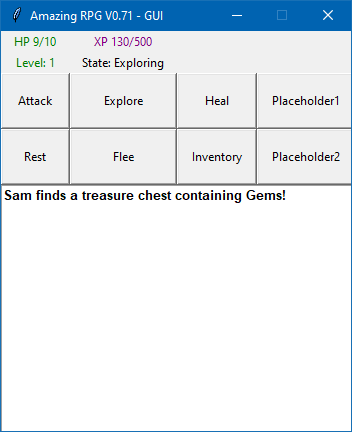 Amazing RPG V0.71 - GUI
HP 9/10 XP 130/500
Level: 1 State: Exploring
Attack Explore Heal Placeholder1
Rest Flee Inventory Placeholder2
Sam finds a treasure chest containing Gems!